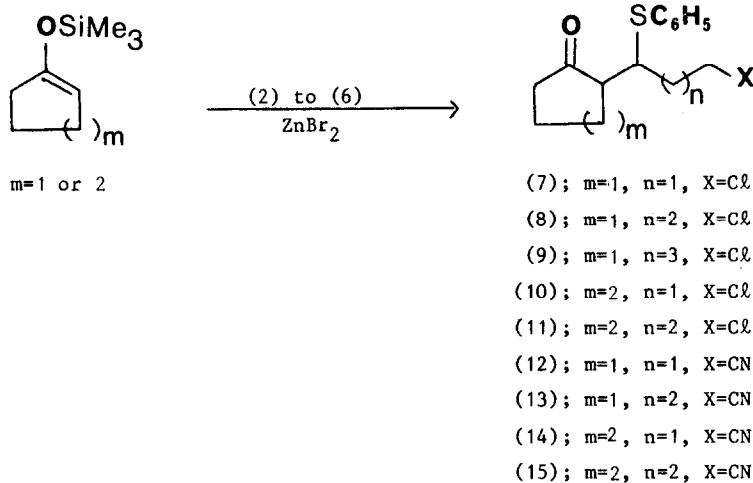 OSiMe3
( )m
m=1 or 2
(2) to (6)
ZnBr2
SC6H5
O
X
( )n
( )m
(7); m=1, n=1, X=Cℓ
(8); m=1, n=2, X=Cℓ
(9); m=1, n=3, X=Cℓ
(10); m=2, n=1, X=Cℓ
(11); m=2, n=2, X=Cℓ
(12); m=1, n=1, X=CN
(13); m=1, n=2, X=CN
(14); m=2, n=1, X=CN
(15); m=2, n=2, X=CN